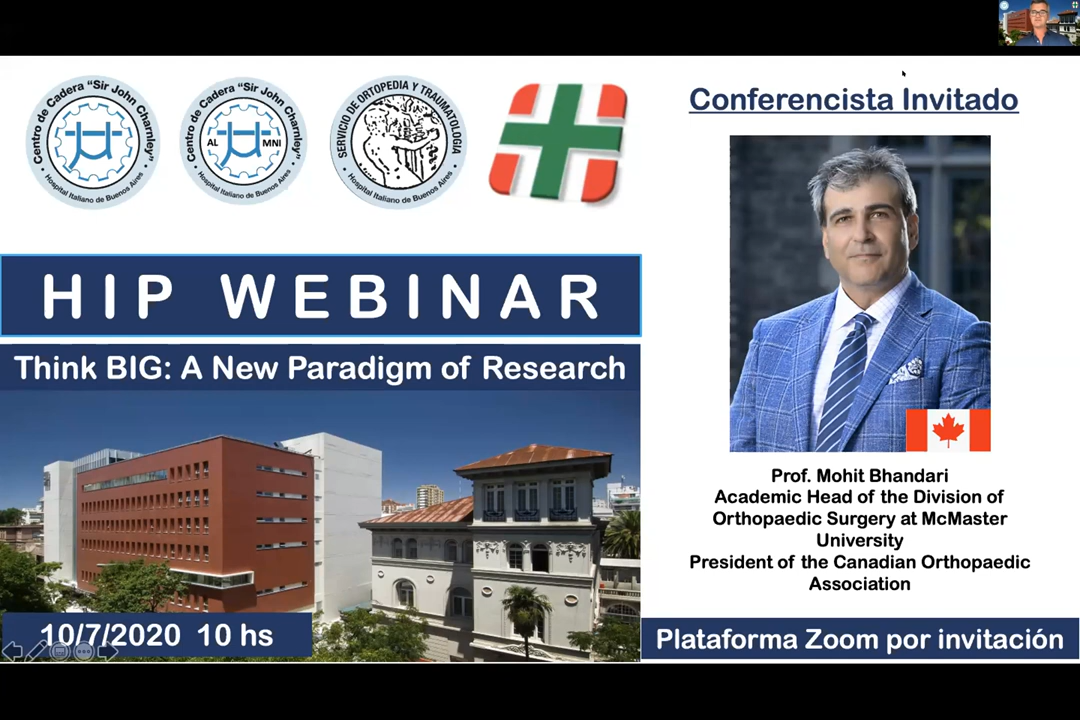 Centro de Cadera "Sir John Charnley"
• Hospital Italiano de Buenos Aires •
Centro de Cadera "Sir John Charnley"
AL MNI
• Hospital Italiano de Buenos Aires •
SERVICIO DE ORTOPEDIA Y TRAUMATOLOGIA
• Hospital Italiano de Buenos Aires •
HIP WEBINAR
Think BIG: A New Paradigm of Research
10/7/2020 10 hs
Conferencista Invitado
Prof. Mohit Bhandari
Academic Head of the Division of
Orthopaedic Surgery at McMaster
University
President of the Canadian Orthopaedic
Association
Plataforma Zoom por invitación